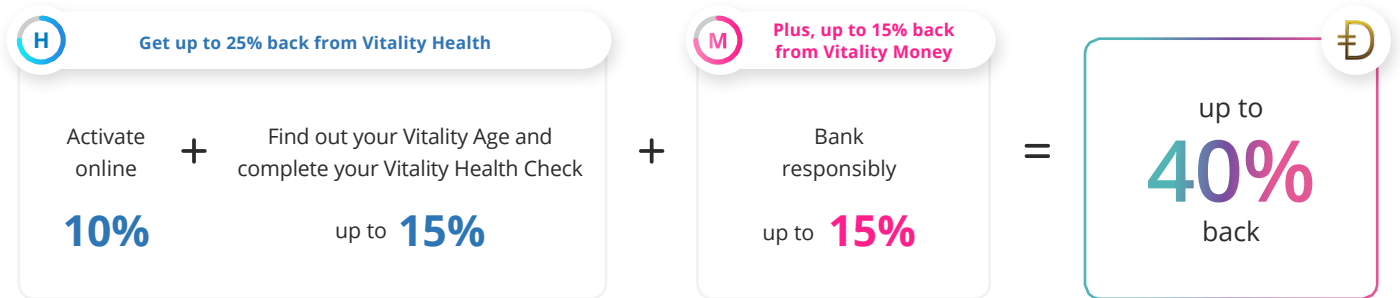 H
Get up to 25% back from Vitality Health
Activate
online
10%
+
Find out your Vitality Age and
complete your Vitality Health Check
up to 15%
+
M
Plus, up to 15% back
from Vitality Money
Bank
responsibly
up to 15%
=
up to
40%
back